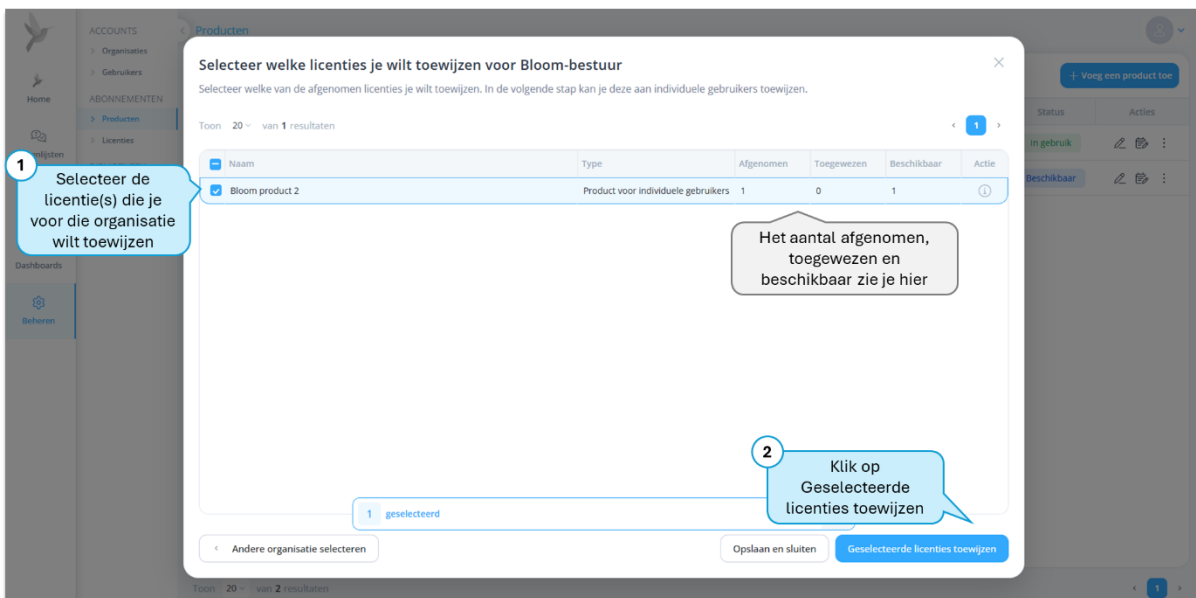 ACCOUNTS
Organisaties
Gebruikers
ABONNEMENTEN
Producten
Licenties
Home
Dashboards
Beheren
Producten
+ Voeg een product toe
Status
Acties
In gebruik
Beschikbaar
Selecteer welke licenties je wilt toewijzen voor Bloom-bestuur
Selecteer welke van de afgenomen licenties je wilt toewijzen. In de volgende stap kan je deze aan individuele gebruikers toewijzen.
Toon 20 van 1 resultaten
1
Naam Type Afgenomen Toegewezen Beschikbaar Actie
Bloom product 2 Product voor individuele gebruikers 1 0 1
1
Selecteer de
licentie(s) die je
voor die organisatie
wilt toewijzen
Het aantal afgenomen,
toegewezen en
beschikbaar zie je hier
2
Klik op
Geselecteerde
licenties toewijzen
1 geselecteerd
Andere organisatie selecteren
Opslaan en sluiten
Geselecteerde licenties toewijzen
Toon 20 van 2 resultaten
1